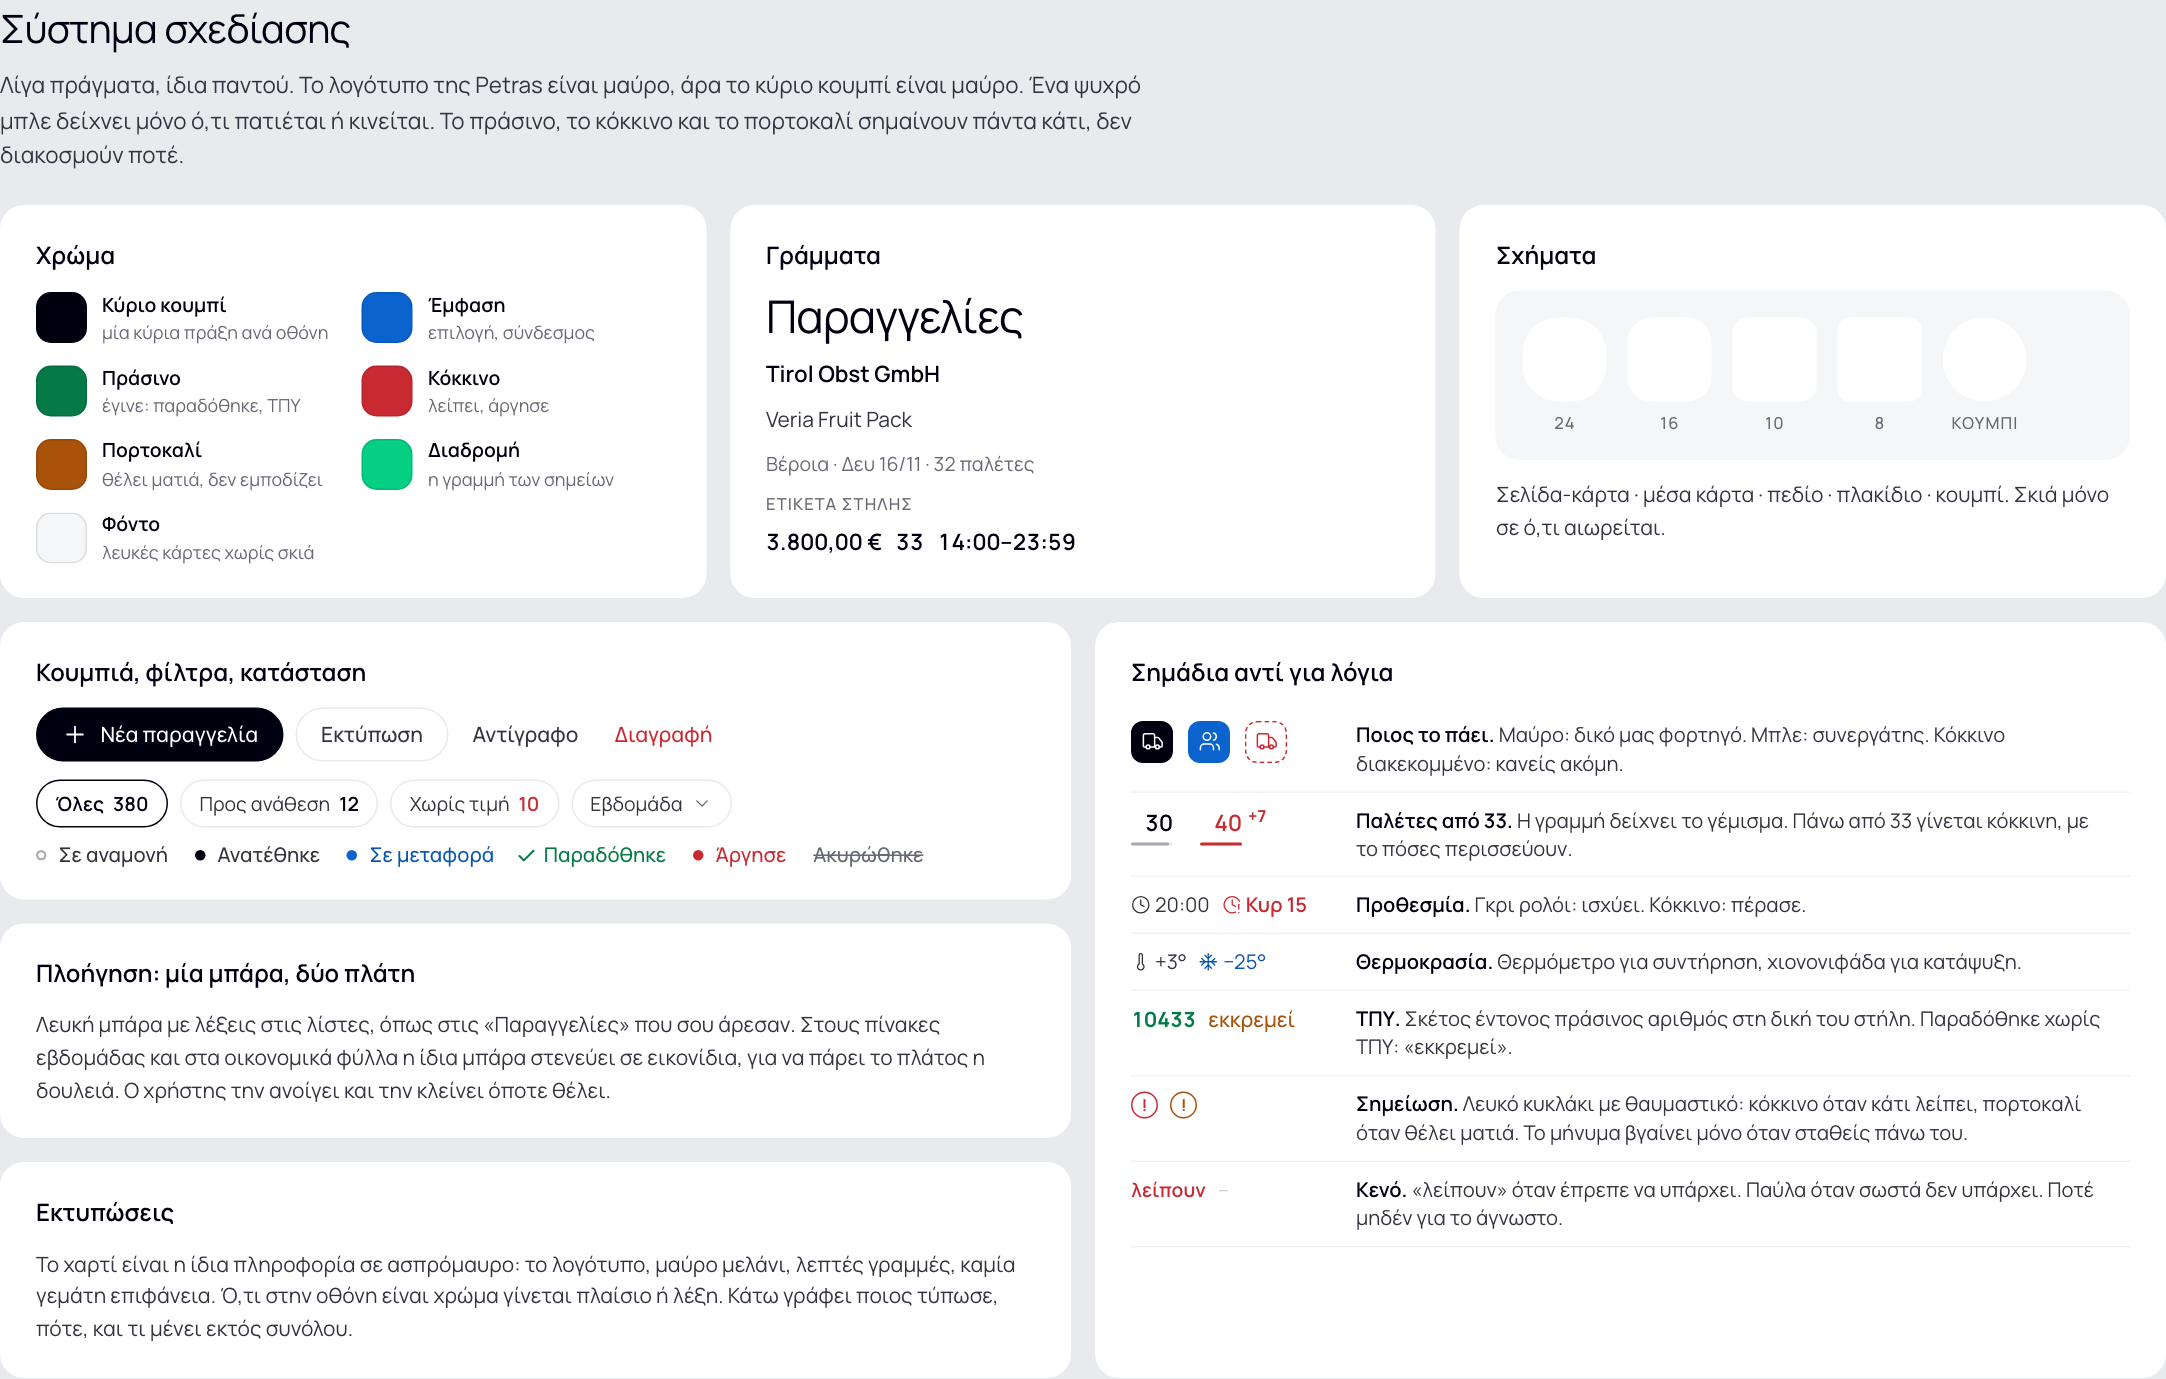 Σύστημα σχεδίασης
Λίγα πράγματα, ίδια παντού. Το λογότυπο της Petras είναι μαύρο, άρα το κύριο κουμπί είναι μαύρο. Ένα ψυχρό
μπλε δείχνει μόνο ό,τι πατιέται ή κινείται. Το πράσινο, το κόκκινο και το πορτοκαλί σημαίνουν πάντα κάτι, δεν
διακοσμούν ποτέ.
Χρώμα
Κύριο κουμπί
μία κύρια πράξη ανά οθόνη
Έμφαση
επιλογή, σύνδεσμος
Πράσινο
έγινε: παραδόθηκε, ΤΠΥ
Κόκκινο
λείπει, άργησε
Πορτοκαλί
θέλει ματιά, δεν εμποδίζει
Διαδρομή
η γραμμή των σημείων
Φόντο
λευκές κάρτες χωρίς σκιά
Γράμματα
Παραγγελίες
Tirol Obst GmbH
Veria Fruit Pack
Βέροια · Δευ 16/11 · 32 παλέτες
ΕΤΙΚΕΤΑ ΣΤΗΛΗΣ
3.800,00 € 33 14:00–23:59
Σχήματα
24 16 10 8 ΚΟΥΜΠΙ
Σελίδα-κάρτα · μέσα κάρτα · πεδίο · πλακίδιο · κουμπί. Σκιά μόνο
σε ό,τι αιωρείται.
Κουμπιά, φίλτρα, κατάσταση
Νέα παραγγελία Εκτύπωση Αντίγραφο Διαγραφή
Όλες 380 Προς ανάθεση 12 Χωρίς τιμή 10 Εβδομάδα
Σε αναμονή Ανατέθηκε Σε μεταφορά Παραδόθηκε Άργησε Ακυρώθηκε
Πλοήγηση: μία μπάρα, δύο πλάτη
Λευκή μπάρα με λέξεις στις λίστες, όπως στις «Παραγγελίες» που σου άρεσαν. Στους πίνακες
εβδομάδας και στα οικονομικά φύλλα η ίδια μπάρα στενεύει σε εικονίδια, για να πάρει το πλάτος η
δουλειά. Ο χρήστης την ανοίγει και την κλείνει όποτε θέλει.
Εκτυπώσεις
Το χαρτί είναι η ίδια πληροφορία σε ασπρόμαυρο: το λογότυπο, μαύρο μελάνι, λεπτές γραμμές, καμία
γεμάτη επιφάνεια. Ό,τι στην οθόνη είναι χρώμα γίνεται πλαίσιο ή λέξη. Κάτω γράφει ποιος τύπωσε,
πότε, και τι μένει εκτός συνόλου.
Σημάδια αντί για λόγια
Ποιος το πάει. Μαύρο: δικό μας φορτηγό. Μπλε: συνεργάτης. Κόκκινο
διακεκομμένο: κανείς ακόμη.
30 40 +7
Παλέτες από 33. Η γραμμή δείχνει το γέμισμα. Πάνω από 33 γίνεται κόκκινη, με
το πόσες περισσεύουν.
20:00 Κυρ 15
Προθεσμία. Γκρι ρολόι: ισχύει. Κόκκινο: πέρασε.
+3° −25°
Θερμοκρασία. Θερμόμετρο για συντήρηση, χιονονιφάδα για κατάψυξη.
10433 εκκρεμεί
ΤΠΥ. Σκέτος έντονος πράσινος αριθμός στη δική του στήλη. Παραδόθηκε χωρίς
ΤΠΥ: «εκκρεμεί».
Σημείωση. Λευκό κυκλάκι με θαυμαστικό: κόκκινο όταν κάτι λείπει, πορτοκαλί
όταν θέλει ματιά. Το μήνυμα βγαίνει μόνο όταν σταθείς πάνω του.
λείπουν –
Κενό. «λείπουν» όταν έπρεπε να υπάρχει. Παύλα όταν σωστά δεν υπάρχει. Ποτέ
μηδέν για το άγνωστο.